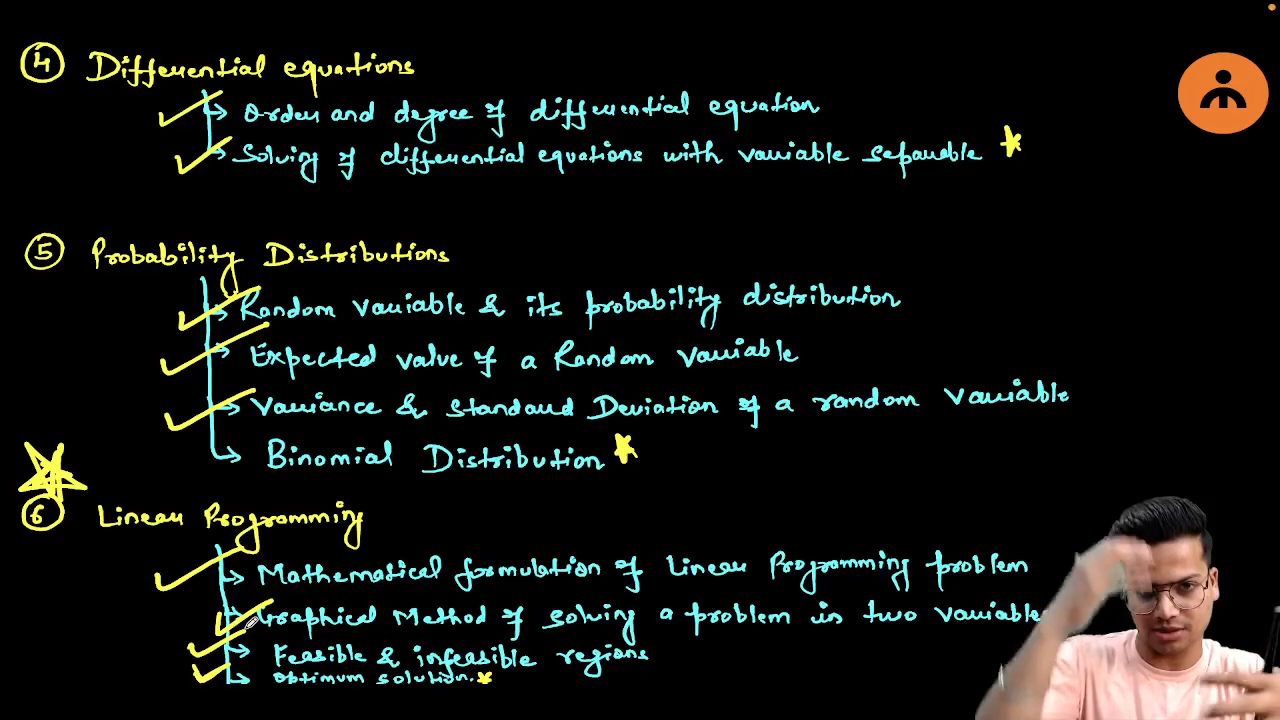 4 Differential equations
Order and degree of differential equation
Solving of differential equations with variable separable
5 Probability Distributions
Random variable & its probability distribution
Expected value of a Random variable
Variance & Standard Deviation of a random variable
Binomial Distribution
6 Linear Programming
Mathematical formulation of Linear Programming problem
Graphical Method of solving a problem in two variable
Feasible & infeasible regions
optimum solution.